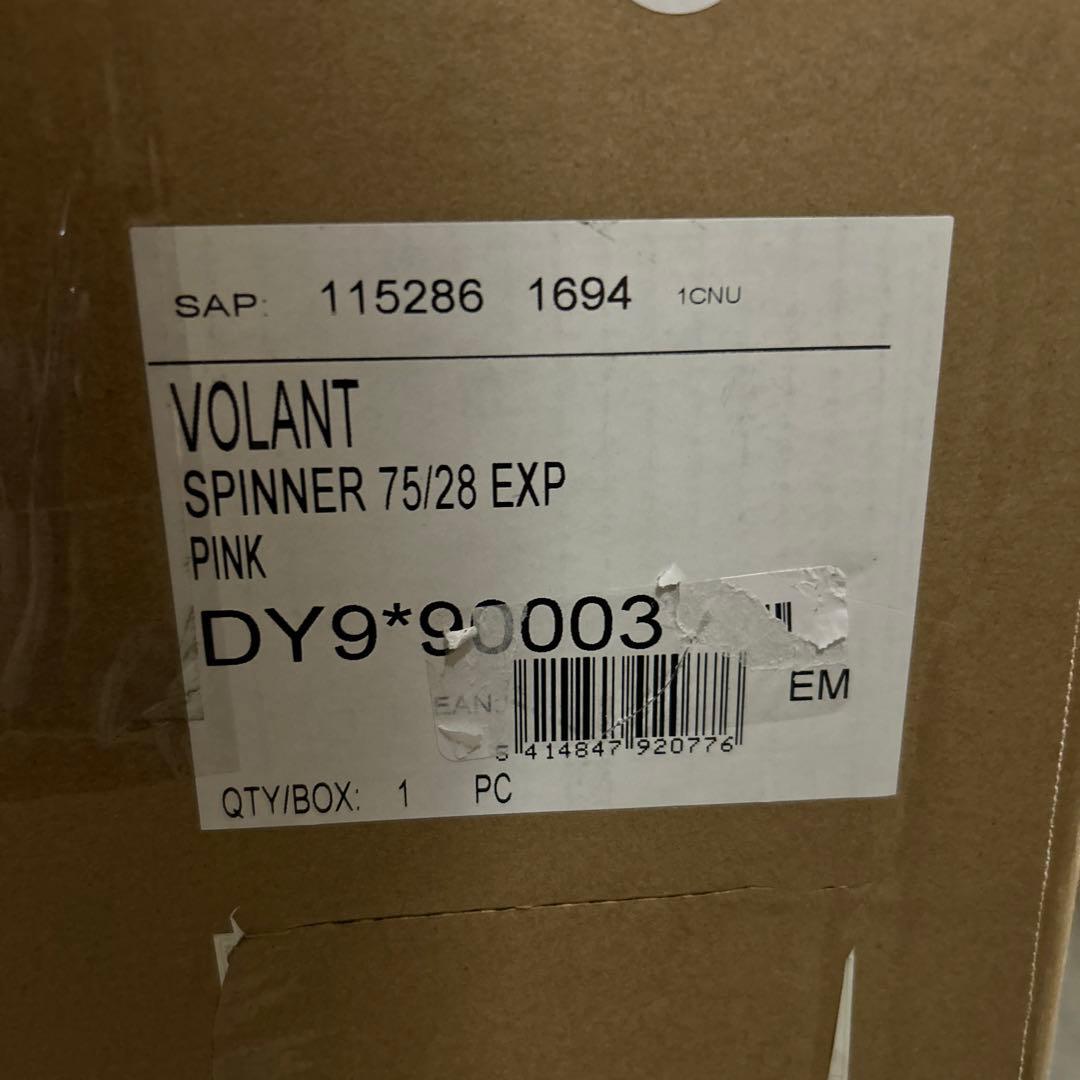 SAP: 115286 1694 1CNU
VOLANT
SPINNER 75/28 EXP
PINK
DY9*90003
EAN:
EM
5 414847 920776
QTY/BOX: 1 PC